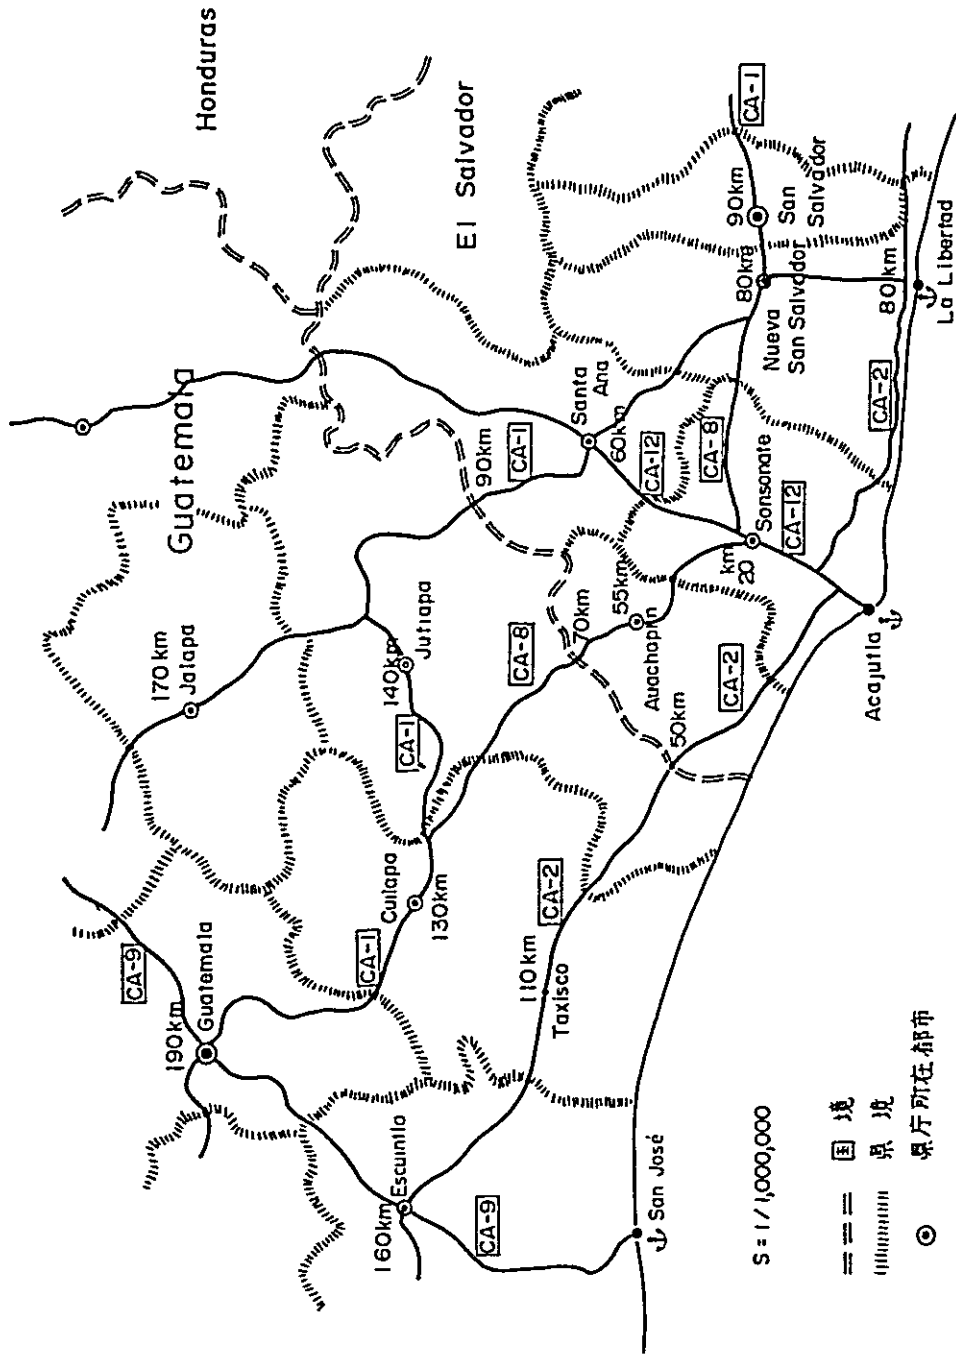 Honduras
Guatemala
El Salvador
CA-9
190km
Guatemala
170km
Jalapa
CA-1
Cuilapa
130km
CA-1
140km
Jutiapa
CA-8
90km
CA-1
Santa
Ana
60km
CA-12
CA-8
80km
Nueva
San Salvador
90km
San
Salvador
CA-1
160km
Escuintla
CA-9
110km
Taxisco
CA-2
50km
70km
Auachapan
55km
CA-2
20
km
Sonsonate
CA-12
CA-2
80km
La Libertad
Acajutla
San José
S = 1/1,000,000
国境
県境
県庁所在都市